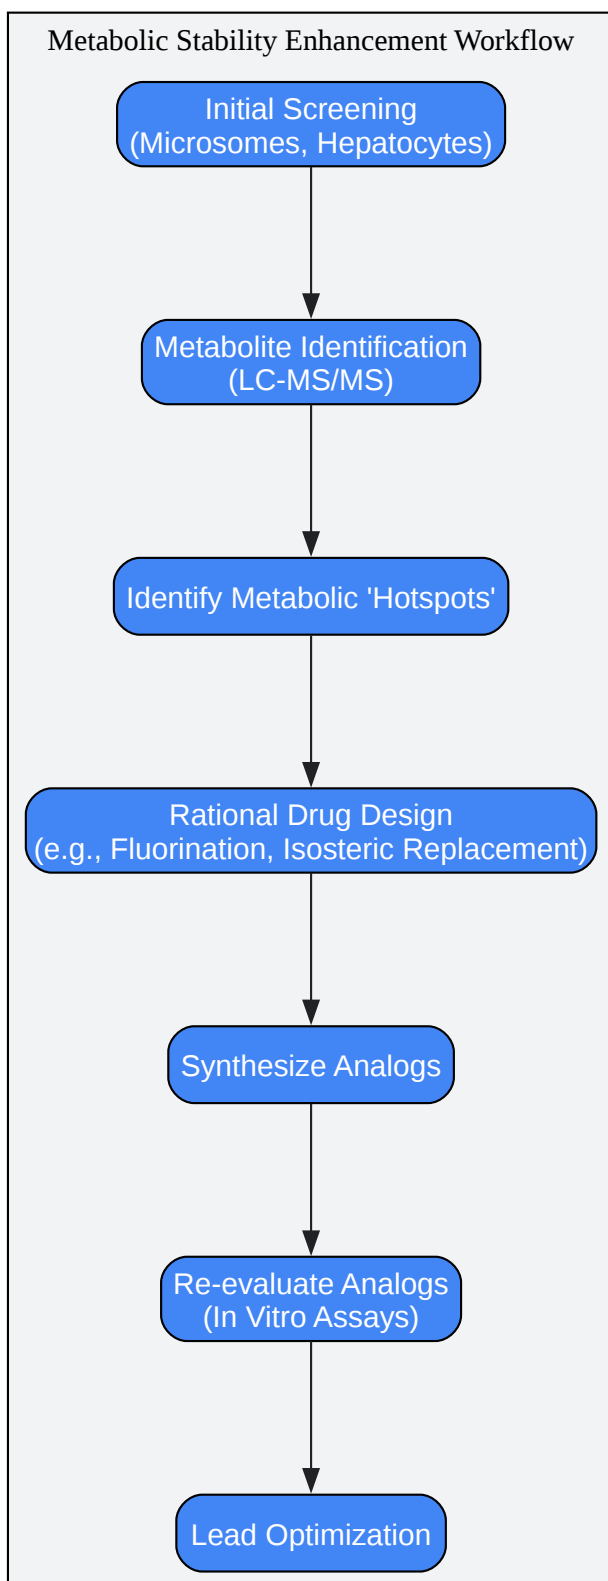 Metabolic Stability Enhancement Workflow
Initial Screening
(Microsomes, Hepatocytes)
Metabolite Identification
(LC-MS/MS)
Identify Metabolic 'Hotspots'
Rational Drug Design
(e.g., Fluorination, Isosteric Replacement)
Synthesize Analogs
Re-evaluate Analogs
(In Vitro Assays)
Lead Optimization